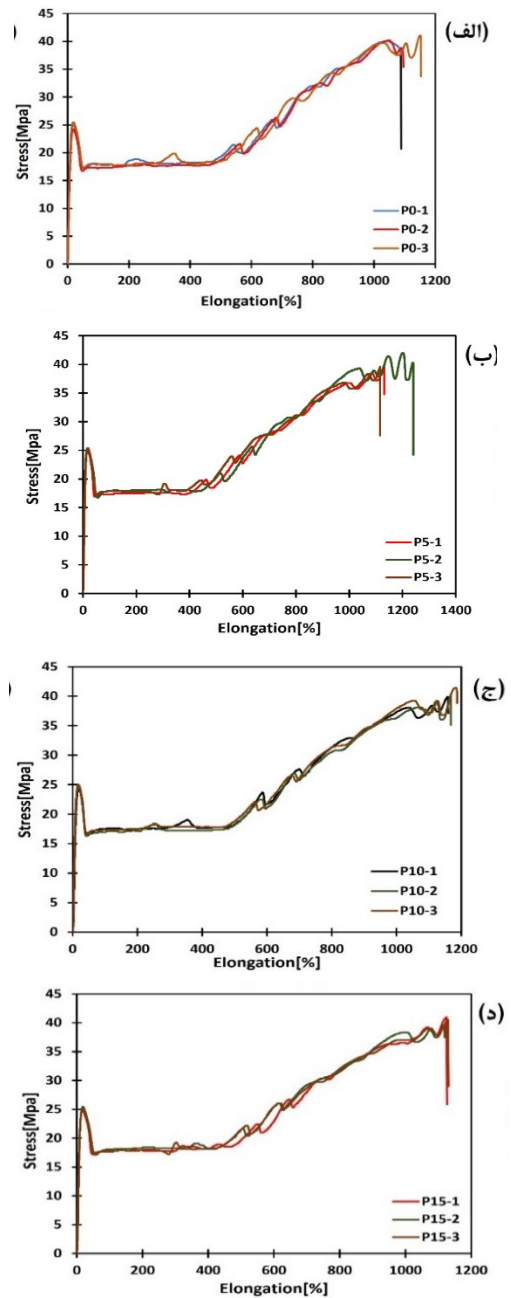 (الف)
Stress[Mpa]
45
40
35
30
25
20
15
10
5
0
P0-1
P0-2
P0-3
0 200 400 600 800 1000 1200
Elongation[%]
(ب)
Stress[Mpa]
45
40
35
30
25
20
15
10
5
0
P5-1
P5-2
P5-3
0 200 400 600 800 1000 1200 1400
Elongation[%]
(ج)
Stress[Mpa]
45
40
35
30
25
20
15
10
5
0
P10-1
P10-2
P10-3
0 200 400 600 800 1000 1200
Elongation[%]
(د)
Stress[Mpa]
45
40
35
30
25
20
15
10
5
0
P15-1
P15-2
P15-3
0 200 400 600 800 1000 1200
Elongation[%]